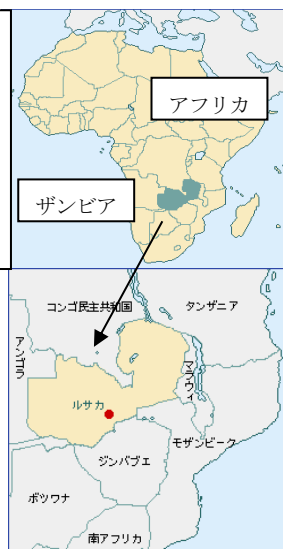 アフリカ
ザンビア
コンゴ民主共和国
タンザニア
アンゴラ
マラウィ
ルサカ
モザンビーク
ジンバブエ
ボツワナ
南アフリカ